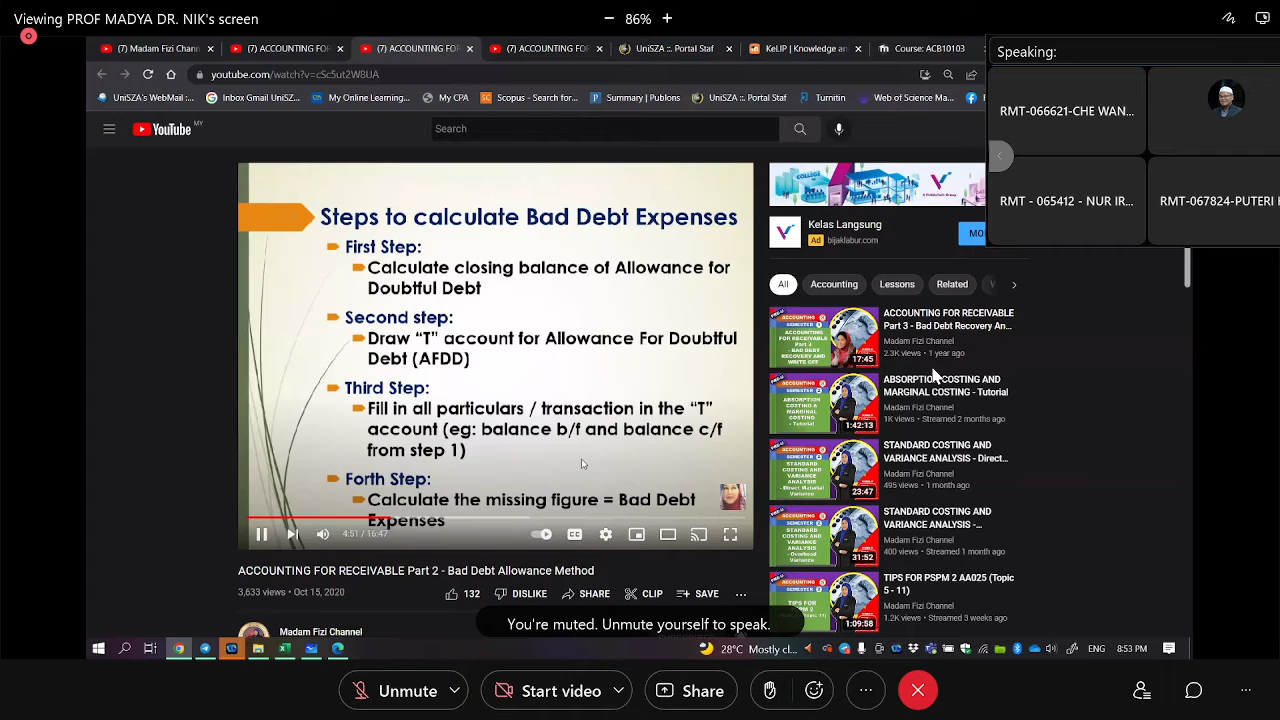 Viewing PROF MADYA DR. NIK's screen
86%
(7) Madam Fizi Chann
(7) ACCOUNTING FOR
(7) ACCOUNTING FOR
(7) ACCOUNTING FOR
UniSZA :: Portal Staf
KeLIP | Knowledge an
Course: ACB10103
youtube.com/watch?v=cSc5ut2W8UA
UniSZA's WebMail :...
Inbox Gmail UniSZ...
My Online Learning...
My CPA
Scopus - Search for...
Summary | Publons
UniSZA :: Portal Staf
Turnitin
Web of Science Ma...
Speaking:
RMT-066621-CHE WAN...
RMT - 065412 - NUR IR...
RMT-067824-PUTERI
YouTube MY
Search
Steps to calculate Bad Debt Expenses
First Step:
Calculate closing balance of Allowance for
Doubtful Debt
Second step:
Draw “T” account for Allowance For Doubtful
Debt (AFDD)
Third Step:
Fill in all particulars / transaction in the “T”
account (eg: balance b/f and balance c/f
from step 1)
Forth Step:
Calculate the missing figure = Bad Debt
Expenses
4:51 / 16:47
CC
ACCOUNTING FOR RECEIVABLE Part 2 - Bad Debt Allowance Method
3,633 views • Oct 15, 2020
132
DISLIKE
SHARE
CLIP
SAVE
Madam Fizi Channel
COLLEGE
Kelas Langsung
Ad bijaklabur.com
MO
All
Accounting
Lessons
Related
ACCOUNTING FOR RECEIVABLE
Part 3 - Bad Debt Recovery An...
Madam Fizi Channel
2.3K views • 1 year ago
17:45
ABSORPTION COSTING AND
MARGINAL COSTING - Tutorial
Madam Fizi Channel
1K views • Streamed 2 months ago
1:42:13
STANDARD COSTING AND
VARIANCE ANALYSIS - Direct...
Madam Fizi Channel
495 views • 1 month ago
23:47
STANDARD COSTING AND
VARIANCE ANALYSIS -...
Madam Fizi Channel
400 views • Streamed 1 month ago
31:52
TIPS FOR PSPM 2 AA025 (Topic
5 - 11)
Madam Fizi Channel
1.2K views • Streamed 3 weeks ago
1:09:58
You're muted. Unmute yourself to speak.
28°C Mostly cl...
ENG
8:53 PM
Unmute
Start video
Share